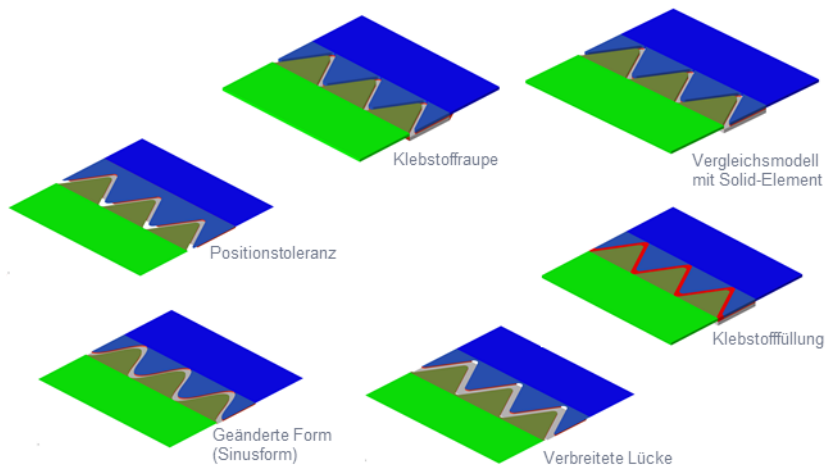 Klebstoffraupe
Vergleichsmodell
mit Solid-Element
Positionstoleranz
Klebstofffüllung
Geänderte Form
(Sinusform)
Verbreitete Lücke